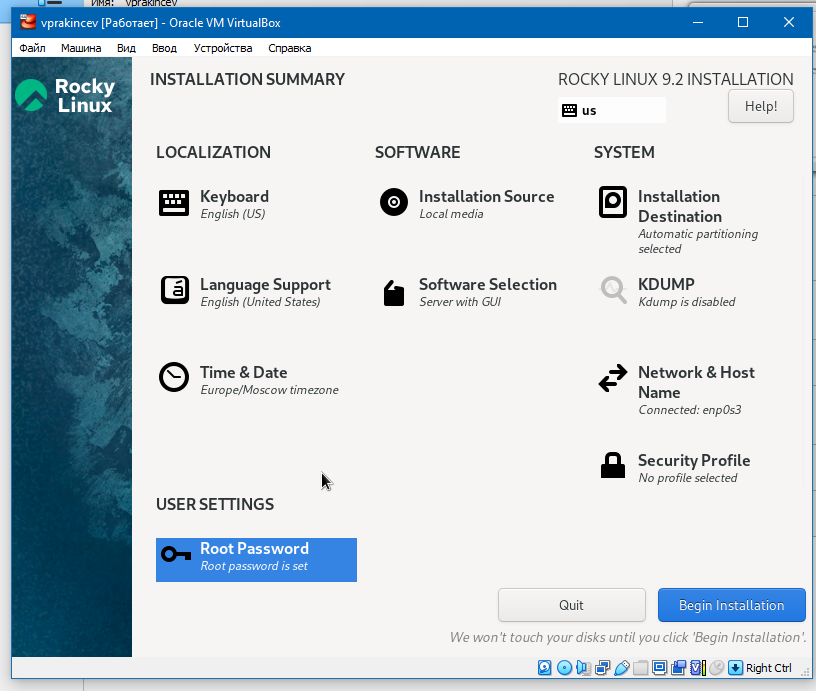 Имя: vprakincev
vprakincev [Работает] - Oracle VM VirtualBox
Файл Машина Вид Ввод Устройства Справка
Rocky
Linux
INSTALLATION SUMMARY
ROCKY LINUX 9.2 INSTALLATION
us
Help!
LOCALIZATION
Keyboard
English (US)
Language Support
English (United States)
Time & Date
Europe/Moscow timezone
SOFTWARE
Installation Source
Local media
Software Selection
Server with GUI
SYSTEM
Installation
Destination
Automatic partitioning
selected
KDUMP
Kdump is disabled
Network & Host
Name
Connected: enp0s3
Security Profile
No profile selected
USER SETTINGS
Root Password
Root password is set
Quit
Begin Installation
We won't touch your disks until you click 'Begin Installation'.
Right Ctrl